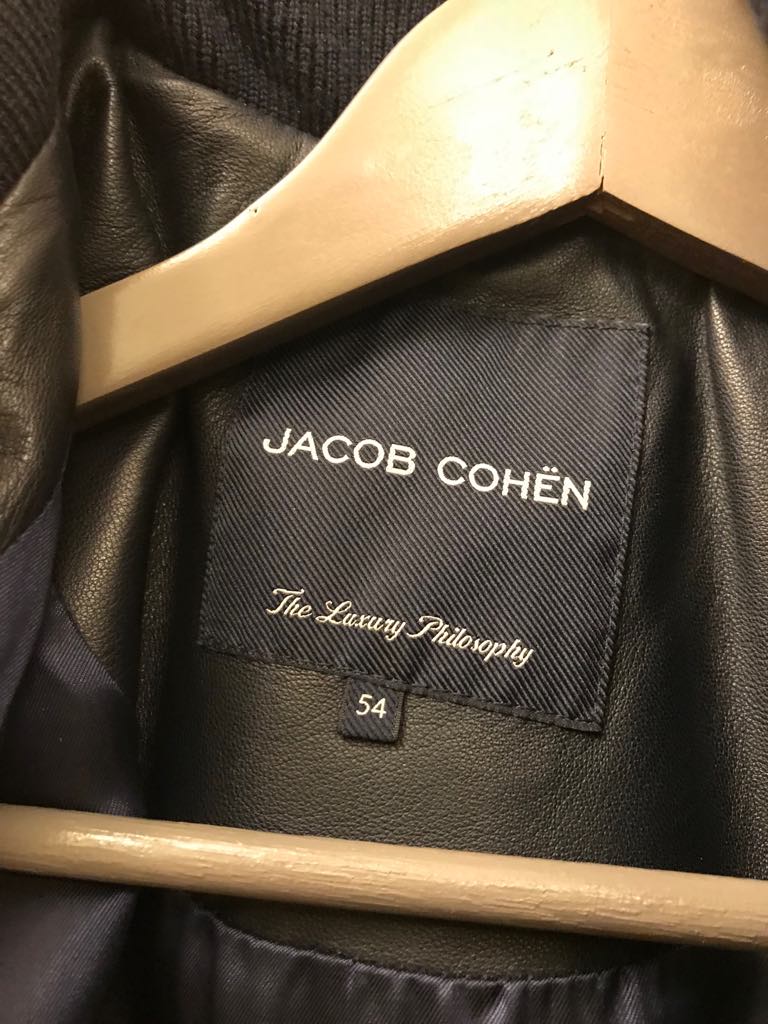 JACOB COHËN
The Luxury Philosophy
54